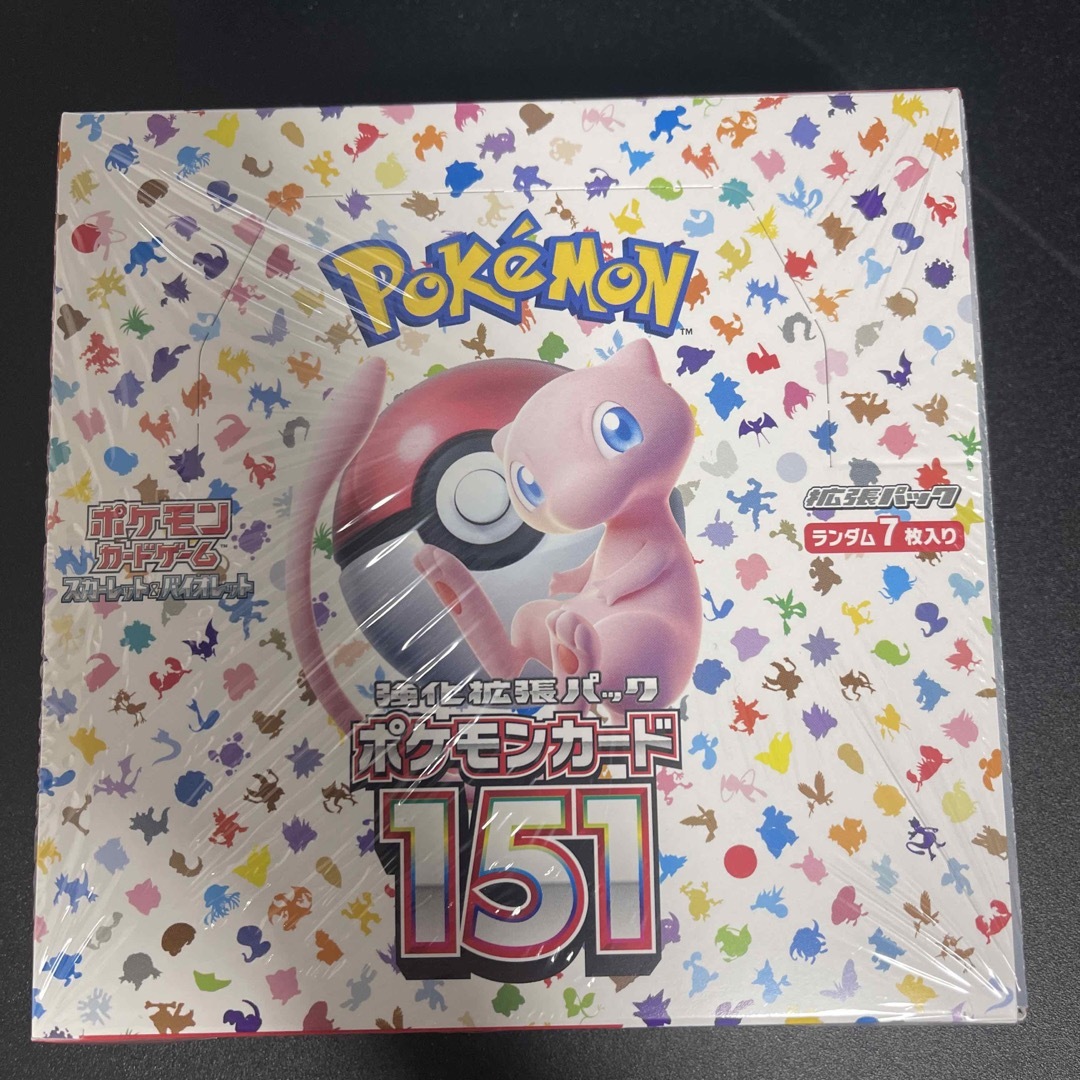 POKéMON
TM
ポケモン
カードゲーム
TM
スカーレット&バイオレット
拡張パック
ランダム7枚入り
強化拡張パック
ポケモンカード
151